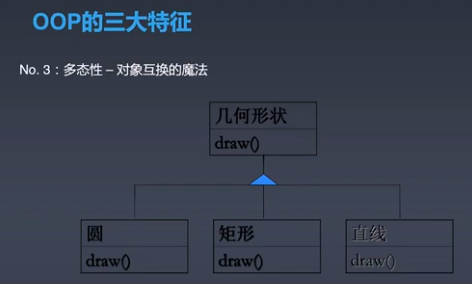 OOP的三大特征
No. 3：多态性 – 对象互换的魔法
几何形状
draw()
圆
矩形
直线
draw()
draw()
draw()